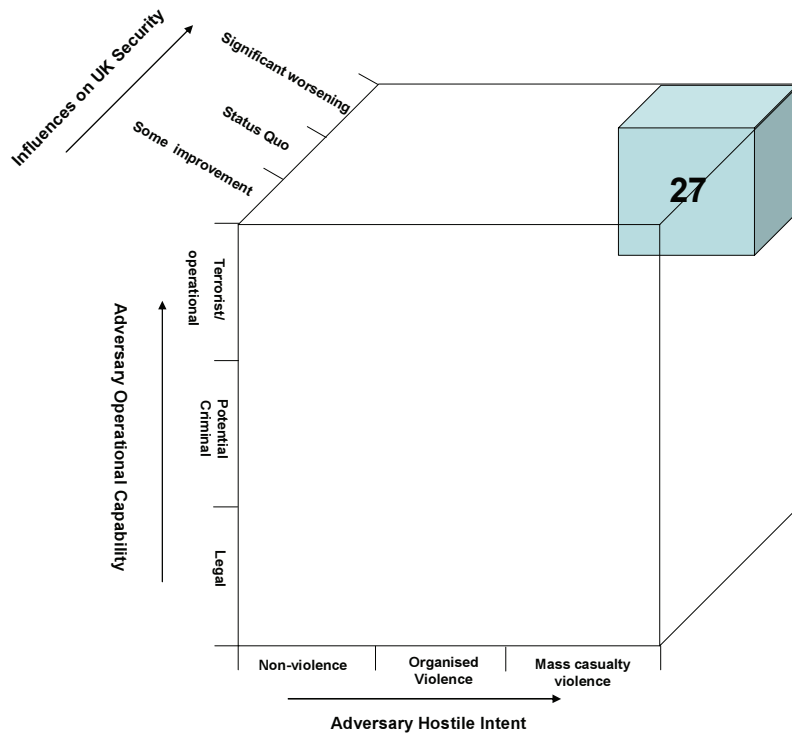 Influences on UK Security
Significant worsening
Status Quo
Some improvement
27
Adversary Operational Capability
Terrorist/
operational
Potential
Criminal
Legal
Non-violence
Organised
Violence
Mass casualty
violence
Adversary Hostile Intent